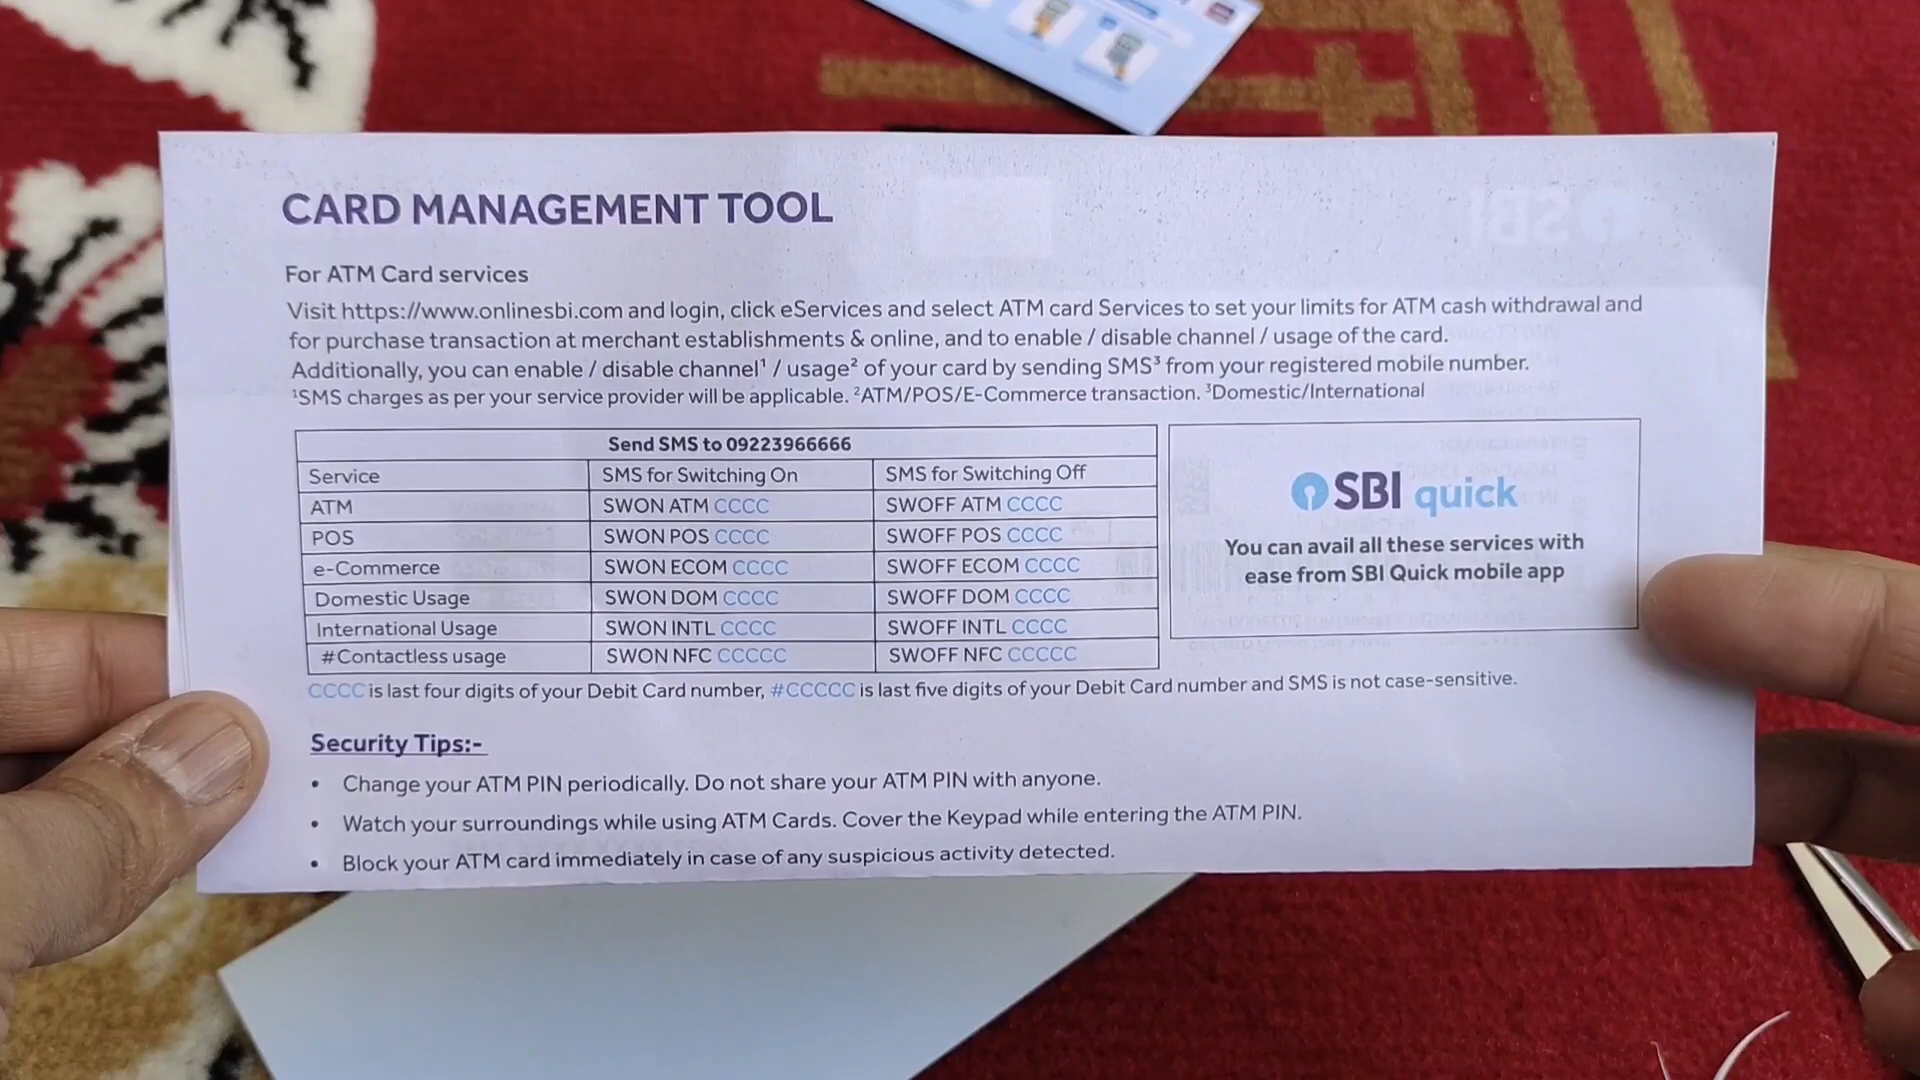 CARD MANAGEMENT TOOL
For ATM Card services
Visit https://www.onlinesbi.com and login, click eServices and select ATM card Services to set your limits for ATM cash withdrawal and
for purchase transaction at merchant establishments & online, and to enable / disable channel / usage of the card.
Additionally, you can enable / disable channel¹ / usage² of your card by sending SMS³ from your registered mobile number.
¹SMS charges as per your service provider will be applicable. ²ATM/POS/E-Commerce transaction. ³Domestic/International
Send SMS to 09223966666
Service SMS for Switching On SMS for Switching Off
ATM SWON ATM CCCC SWOFF ATM CCCC
POS SWON POS CCCC SWOFF POS CCCC
e-Commerce SWON ECOM CCCC SWOFF ECOM CCCC
Domestic Usage SWON DOM CCCC SWOFF DOM CCCC
International Usage SWON INTL CCCC SWOFF INTL CCCC
#Contactless usage SWON NFC CCCCC SWOFF NFC CCCCC
SBI quick
You can avail all these services with
ease from SBI Quick mobile app
CCCC is last four digits of your Debit Card number, #CCCCC is last five digits of your Debit Card number and SMS is not case-sensitive.
Security Tips:-
• Change your ATM PIN periodically. Do not share your ATM PIN with anyone.
• Watch your surroundings while using ATM Cards. Cover the Keypad while entering the ATM PIN.
• Block your ATM card immediately in case of any suspicious activity detected.